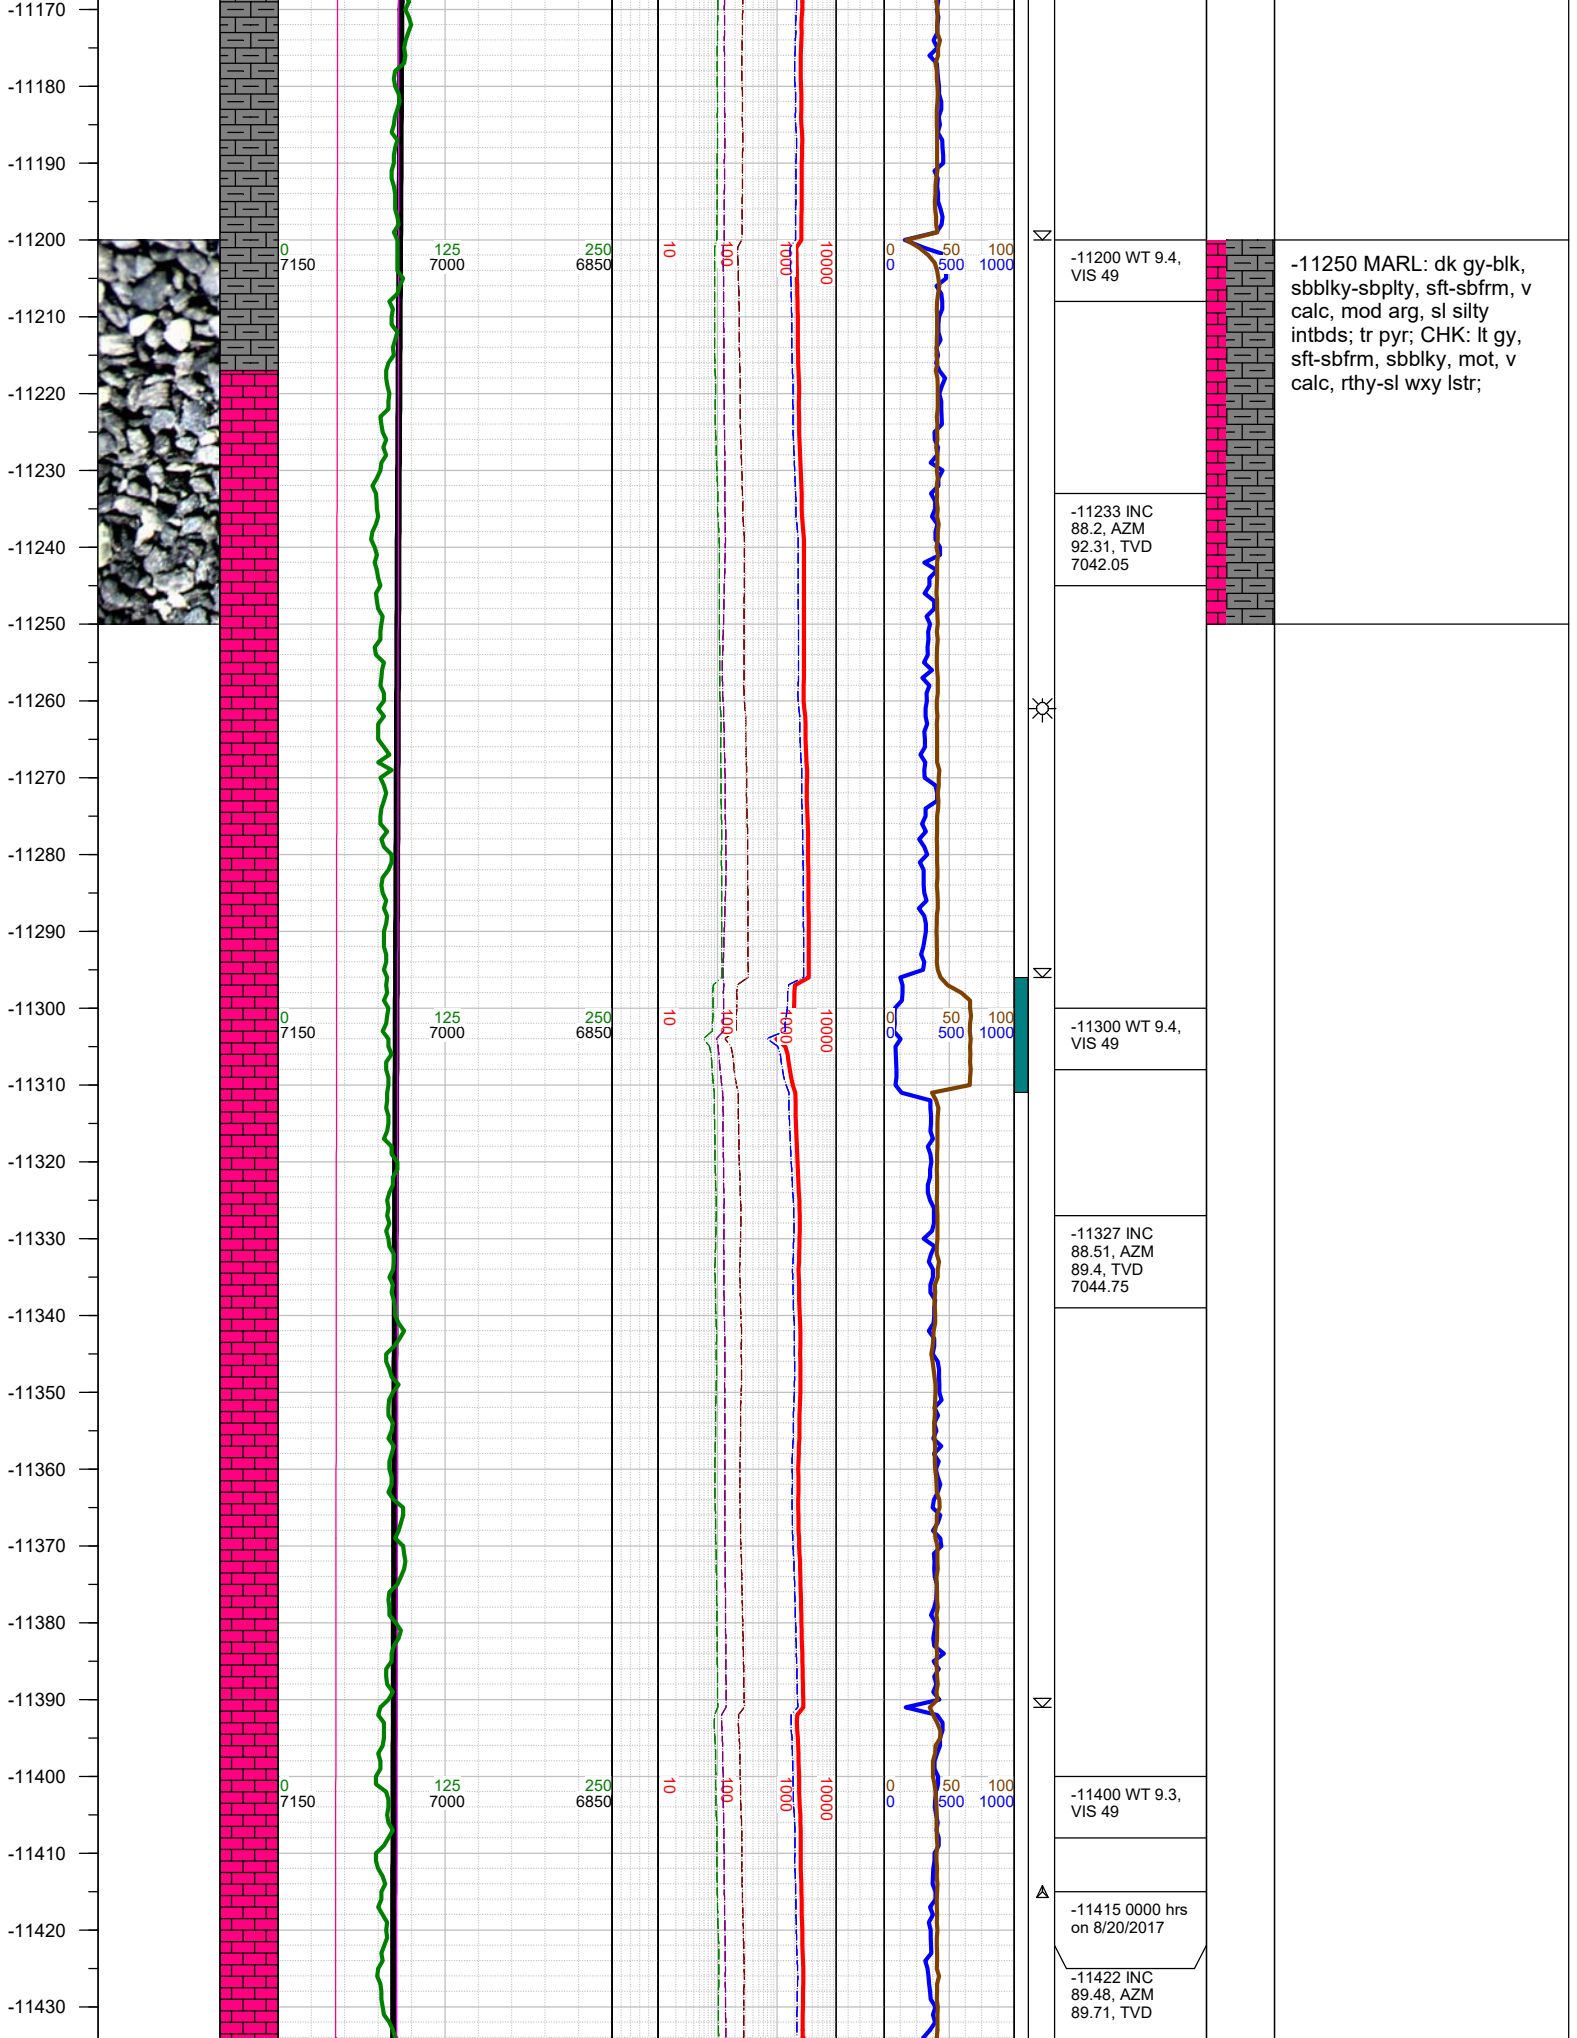 -11170
-11180
-11190
-11200
0 125 250 10 100 1000 10000 0 50 100
7150 7000 6850 0 500 1000
-11200 WT 9.4,
VIS 49
-11250 MARL: dk gy-blk,
sbblky-sbplty, sft-sbfrm, v
calc, mod arg, sl silty
intbds; tr pyr; CHK: lt gy,
sft-sbfrm, sbblky, mot, v
calc, rthy-sl wxy lstr;
-11210
-11220
-11230
-11233 INC
88.2, AZM
92.31, TVD
7042.05
-11240
-11250
-11260
-11270
-11280
-11290
-11300
0 125 250 10 100 1000 10000 0 50 100
7150 7000 6850 0 500 1000
-11300 WT 9.4,
VIS 49
-11310
-11320
-11327 INC
88.51, AZM
89.4, TVD
7044.75
-11330
-11340
-11350
-11360
-11370
-11380
-11390
-11400
0 125 250 10 100 1000 10000 0 50 100
7150 7000 6850 0 500 1000
-11400 WT 9.3,
VIS 49
-11410
-11415 0000 hrs
on 8/20/2017
-11420
-11422 INC
89.48, AZM
89.71, TVD
-11430